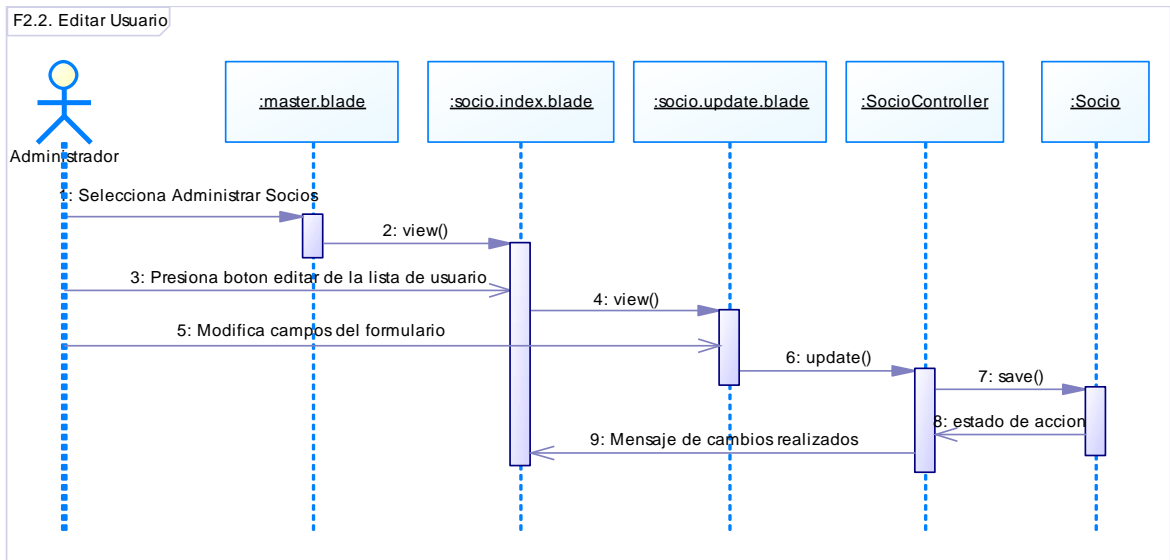 F2.2. Editar Usuario
:master.blade
:socio.index.blade
:socio.update.blade
:SocioController
:Socio
Administrador
1: Selecciona Administrar Socios
2: view()
3: Presiona boton editar de la lista de usuario
4: view()
5: Modifica campos del formulario
6: update()
7: save()
8: estado de accion
9: Mensaje de cambios realizados